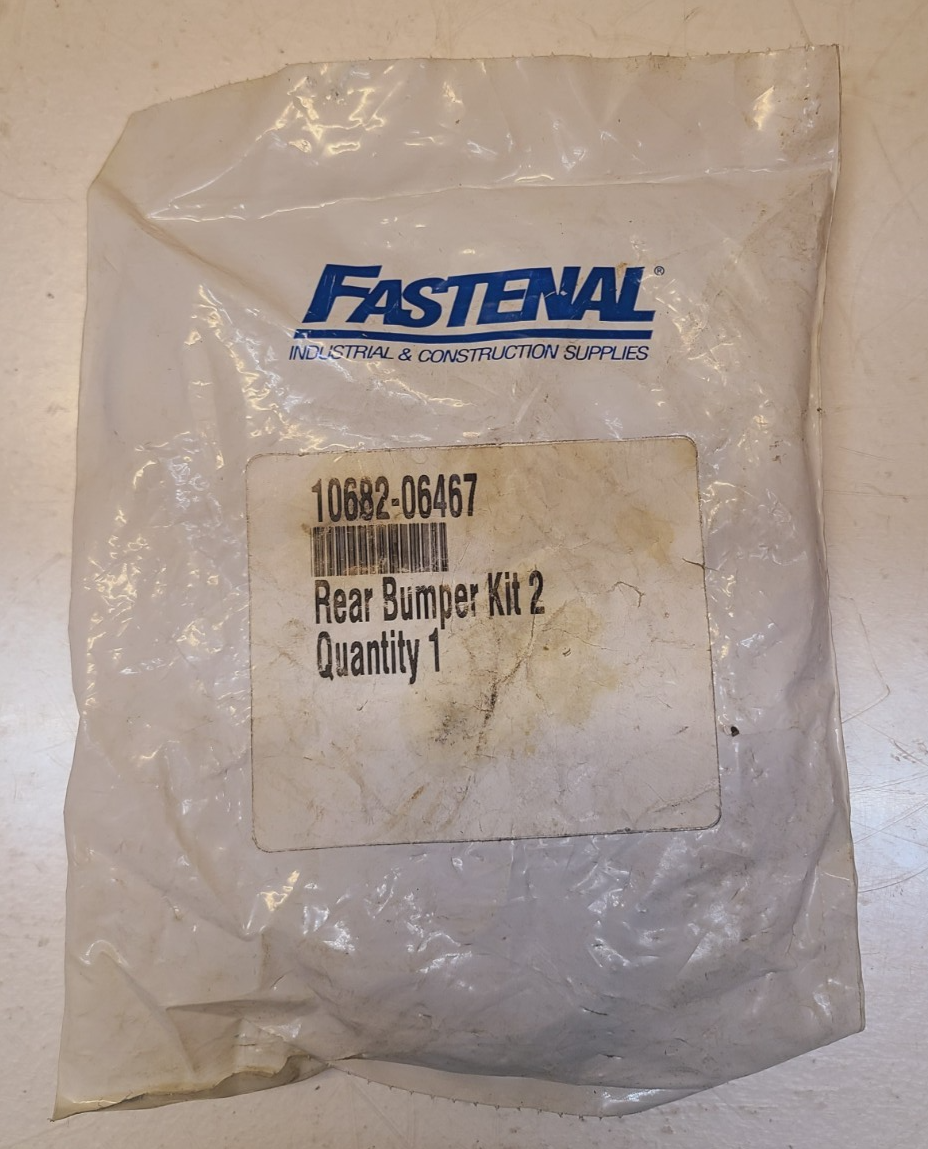 FASTENAL®
INDUSTRIAL & CONSTRUCTION SUPPLIES
10682-06467
Rear Bumper Kit 2
Quantity 1